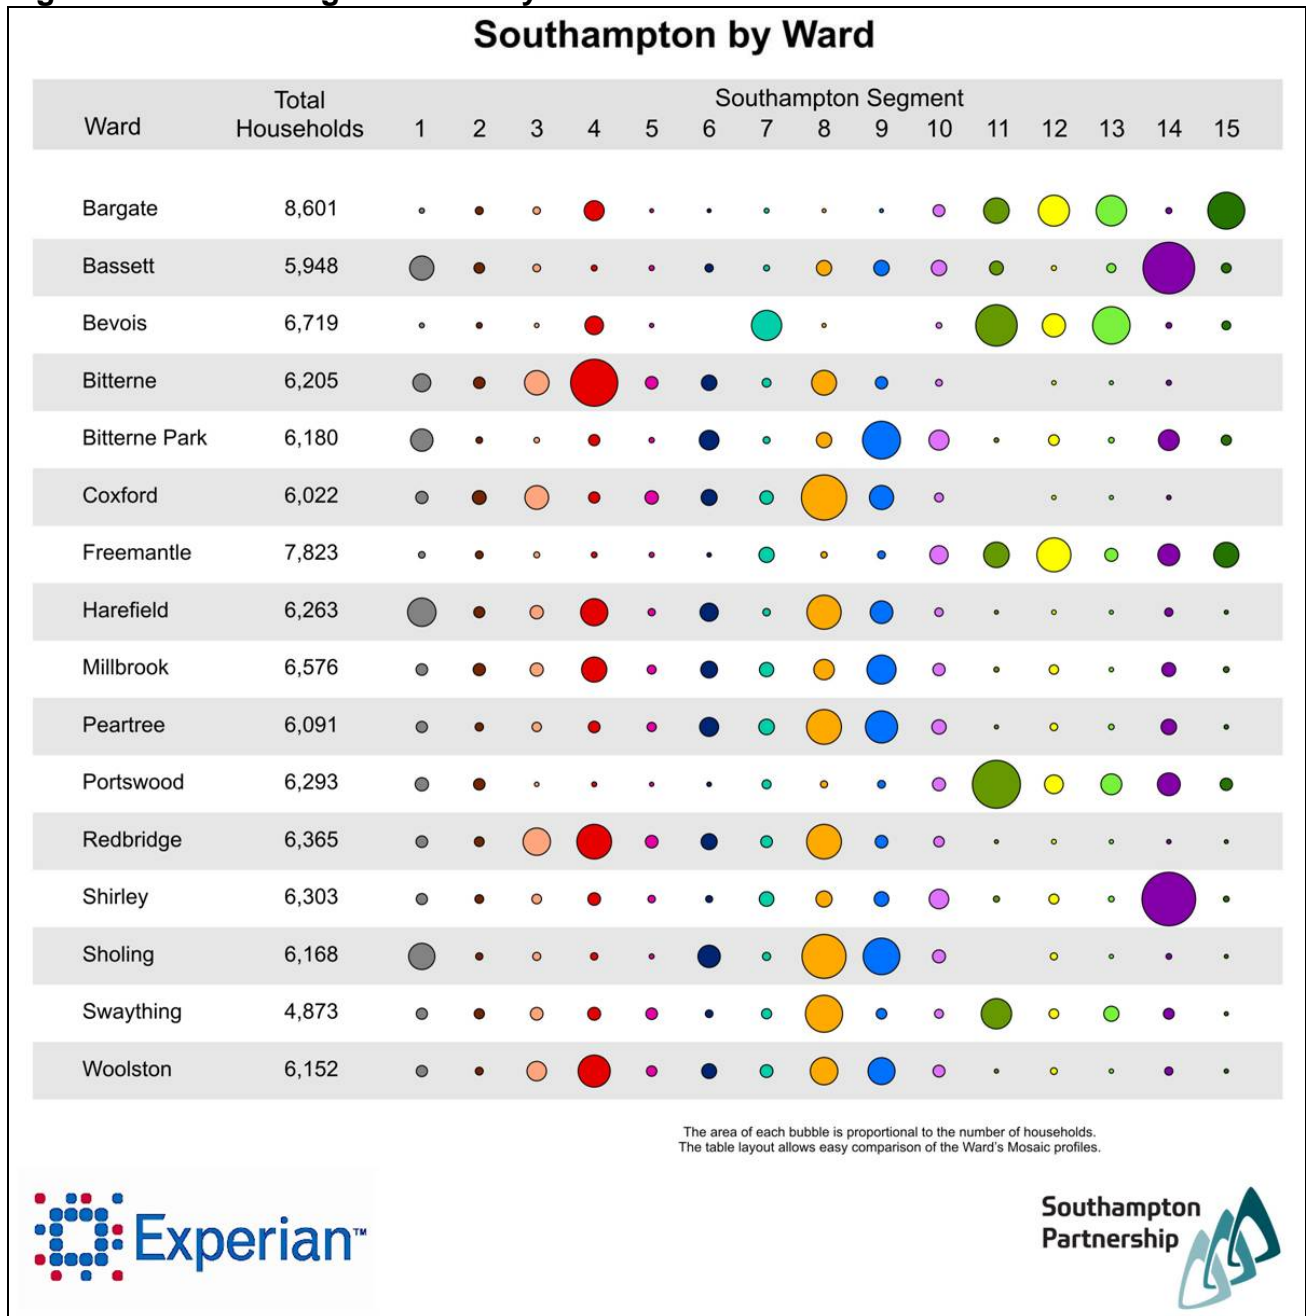 Southampton by Ward
Total
Southampton Segment
Ward Households 1 2 3 4 5 6 7 8 9 10 11 12 13 14 15
Bargate 8,601
Bassett 5,948
Bevois 6,719
Bitterne 6,205
Bitterne Park 6,180
Coxford 6,022
Freemantle 7,823
Harefield 6,263
Millbrook 6,576
Peartree 6,091
Portswood 6,293
Redbridge 6,365
Shirley 6,303
Sholing 6,168
Swaything 4,873
Woolston 6,152
The area of each bubble is proportional to the number of households.
The table layout allows easy comparison of the Ward's Mosaic profiles.
Experian™
Southampton
Partnership